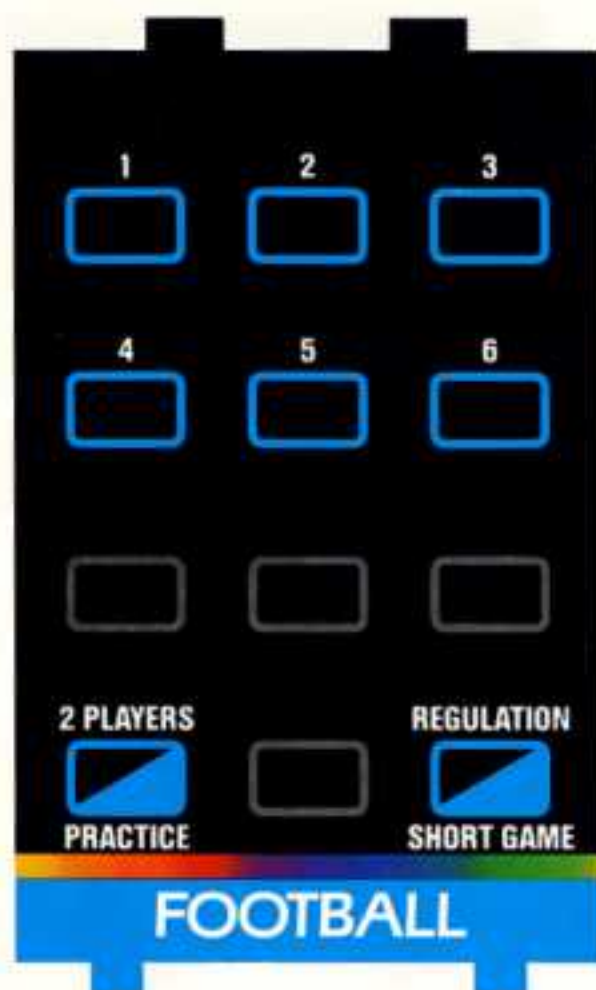 1 2 3
4 5 6
2 PLAYERS REGULATION
PRACTICE SHORT GAME
FOOTBALL